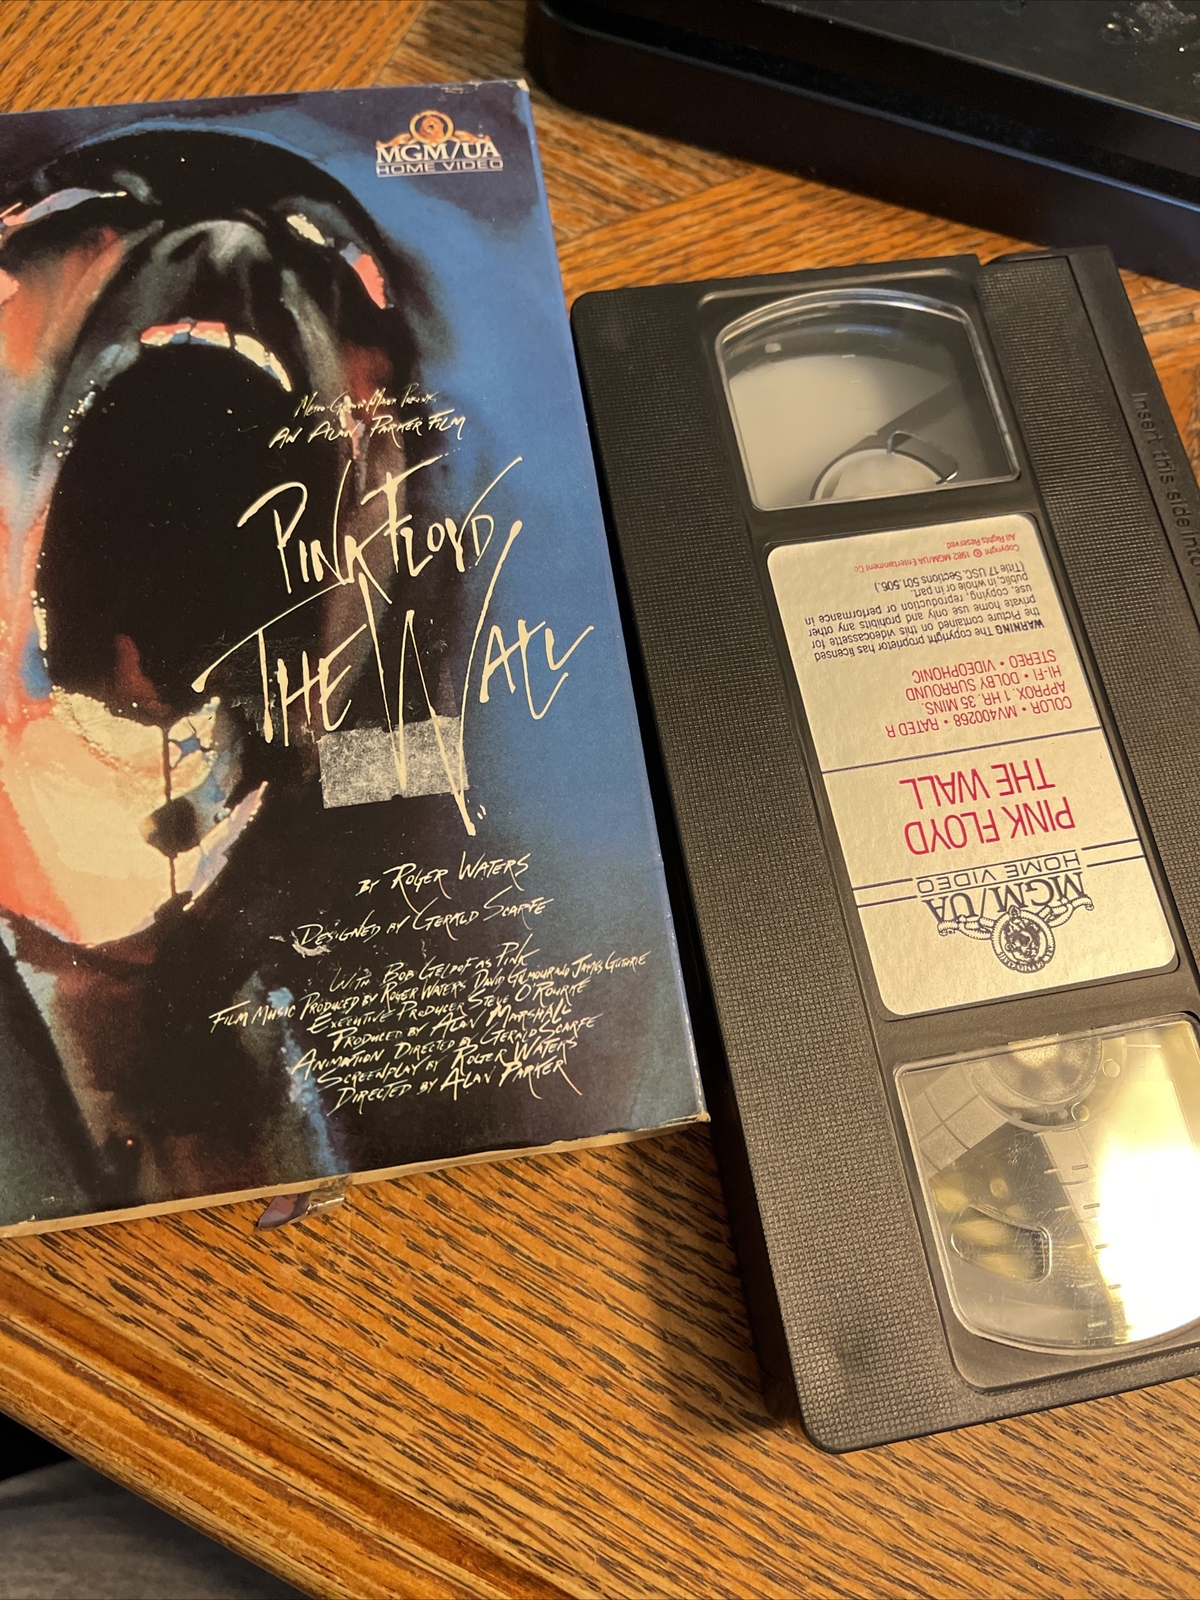 MGM/UA
HOME VIDEO
AN ALAN PARKER FILM
PINK FLOYD
THE WALL
BY ROGER WATERS
DESIGNED BY GERALD SCARFE
WITH BOB GELDOF AS PINK
FILM MUSIC PRODUCED BY ROGER WATERS DAVID GILMOUR AND JAMES GUTHRIE
EXECUTIVE PRODUCER STEVE O'ROURKE
PRODUCED BY ALAN MARSHALL
ANIMATION DIRECTED BY GERALD SCARFE
SCREENPLAY BY ROGER WATERS
DIRECTED BY ALAN PARKER
Insert this side into
MGM/UA
HOME VIDEO
PINK FLOYD
THE WALL
COLOR • MV400268 • RATED R
APPROX. 1 HR. 35 MINS.
HI-FI • DOLBY SURROUND
STEREO • VIDEOPHONIC
WARNING The copyright proprietor has licensed
the Picture contained on this videocassette for
private home use only and prohibits any other
use, copying, reproduction or performance in
public, in whole or in part.
(Title 17 USC. Sections 501 506.)
Copyright © 1982 MGM/UA Entertainment Co
All Rights Reserved